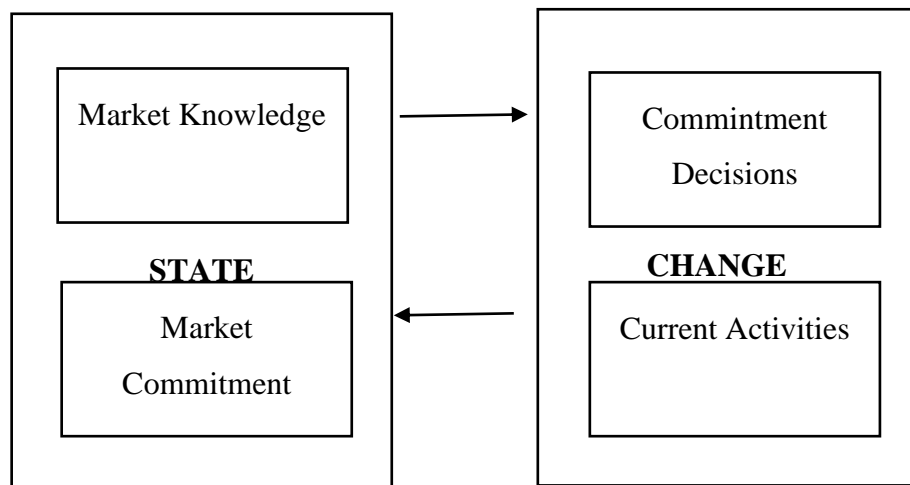 Market Knowledge
STATE
Market
Commitment
Commintment
Decisions
CHANGE
Current Activities